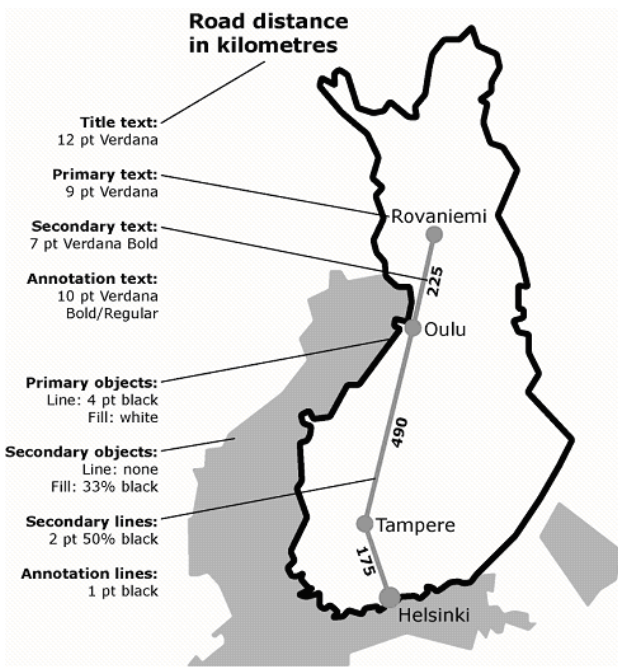 Road distance
in kilometres
Title text:
12 pt Verdana
Primary text:
9 pt Verdana
Rovaniemi
Secondary text:
7 pt Verdana Bold
225
Annotation text:
10 pt Verdana
Bold/Regular
Oulu
Primary objects:
Line: 4 pt black
Fill: white
490
Secondary objects:
Line: none
Fill: 33% black
Secondary lines:
2 pt 50% black
Tampere
175
Annotation lines:
1 pt black
Helsinki